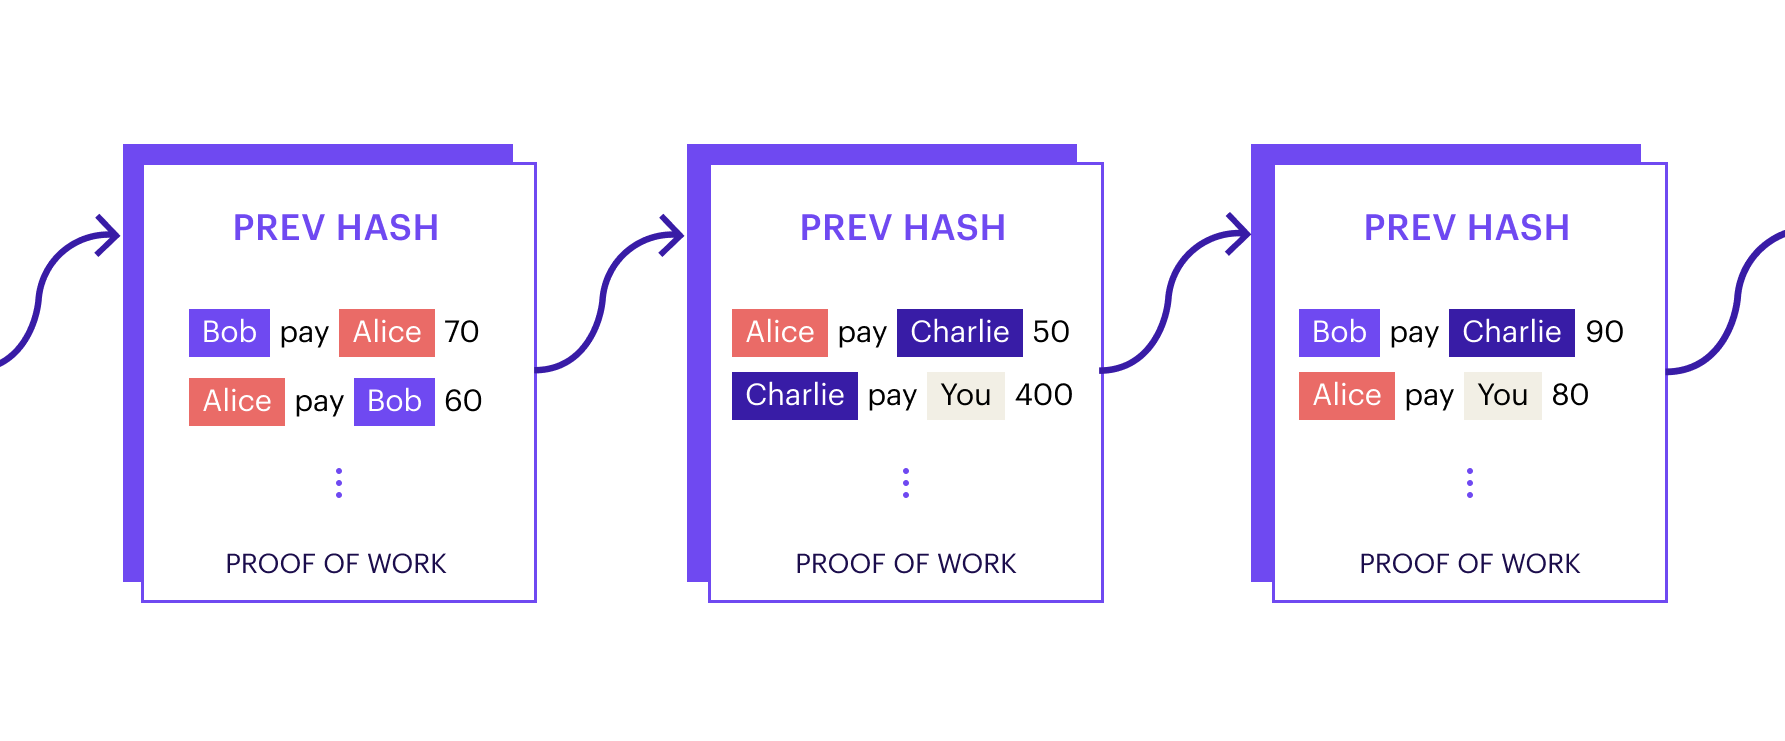 PREV HASH
Bob pay Alice 70
Alice pay Bob 60
PROOF OF WORK
PREV HASH
Alice pay Charlie 50
Charlie pay You 400
PROOF OF WORK
PREV HASH
Bob pay Charlie 90
Alice pay You 80
PROOF OF WORK